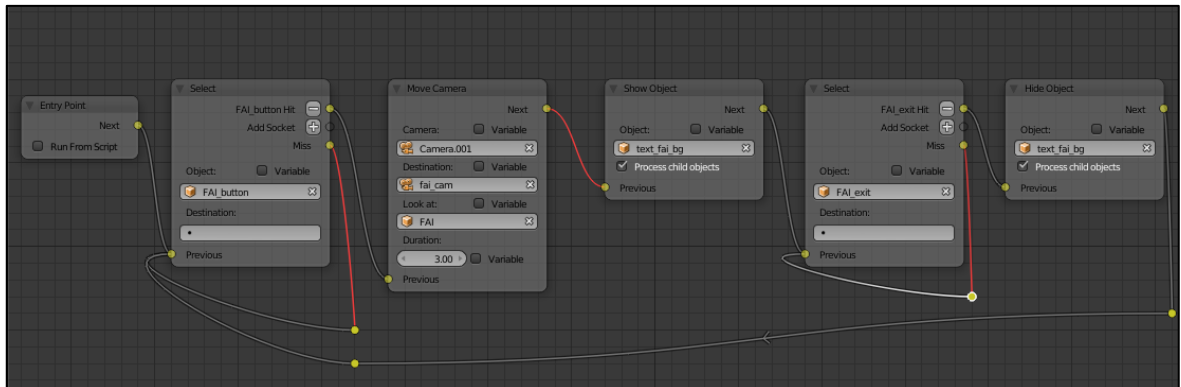 Entry Point
Next
Run From Script
Select
FAI_button Hit
Add Socket
Miss
Object:
Variable
FAI_button
Destination:
Previous
Move Camera
Next
Camera:
Variable
Camera.001
Destination:
Variable
fai_cam
Look at:
Variable
FAI
Duration:
3.00
Variable
Previous
Show Object
Next
Object:
Variable
text_fai_bg
Process child objects
Previous
Select
FAI_exit Hit
Add Socket
Miss
Object:
Variable
FAI_exit
Destination:
Previous
Hide Object
Next
Object:
Variable
text_fai_bg
Process child objects
Previous